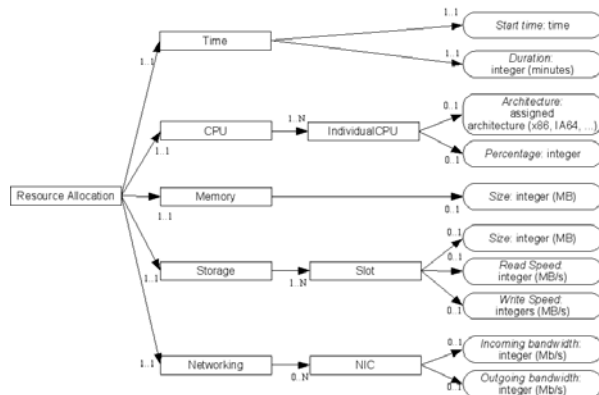 Time
1..1
1..1
Start time: time
1..1
Duration:
integer (minutes)
CPU
1..1
1..N
IndividualCPU
0..1
Architecture:
assigned
architecture (x86, IA64, ...)
0..1
Percentage: integer
Resource Allocation
Memory
1..1
0..1
Size: integer (MB)
Storage
1..1
1..N
Slot
0..1
Size: integer (MB)
0..1
Read Speed:
integer (MB/s)
0..1
Write Speed:
integers (MB/s)
Networking
1..1
0..N
NIC
0..1
Incoming bandwidth:
integer (Mb/s)
0..1
Outgoing bandwidth:
integer (Mb/s)